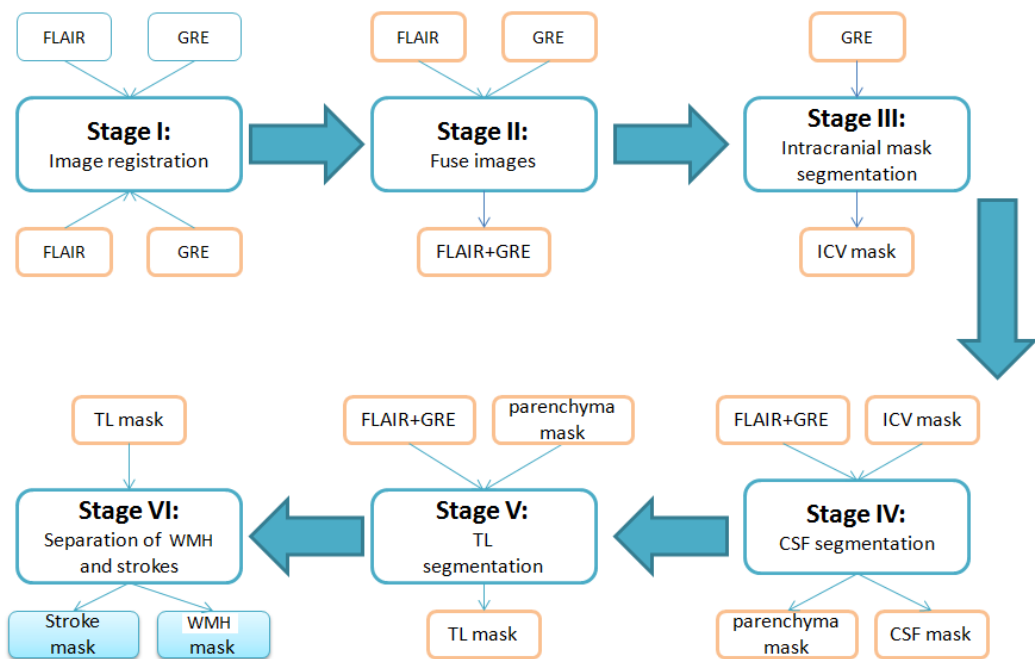 FLAIR
GRE
Stage I:
Image registration
FLAIR
GRE
FLAIR
GRE
Stage II:
Fuse images
FLAIR+GRE
GRE
Stage III:
Intracranial mask
segmentation
ICV mask
TL mask
Stage VI:
Separation of WMH
and strokes
Stroke
mask
WMH
mask
FLAIR+GRE
parenchyma
mask
Stage V:
TL
segmentation
TL mask
FLAIR+GRE
ICV mask
Stage IV:
CSF segmentation
parenchyma
mask
CSF mask